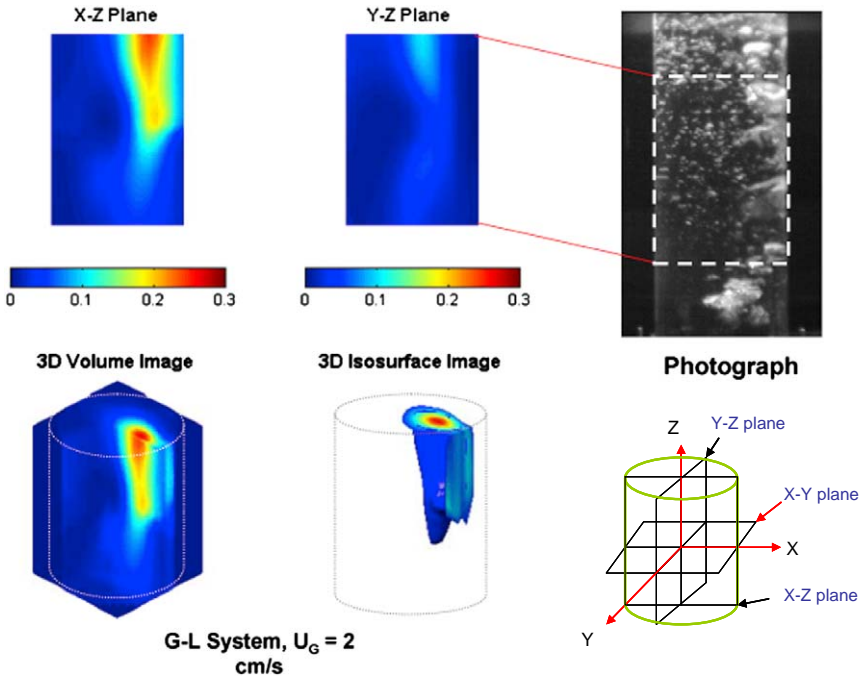 X-Z Plane
Y-Z Plane
0 0.1 0.2 0.3
0 0.1 0.2 0.3
3D Volume Image
3D Isosurface Image
Photograph
Z
Y-Z plane
X-Y plane
X
X-Z plane
Y
G-L System, U_G = 2
cm/s